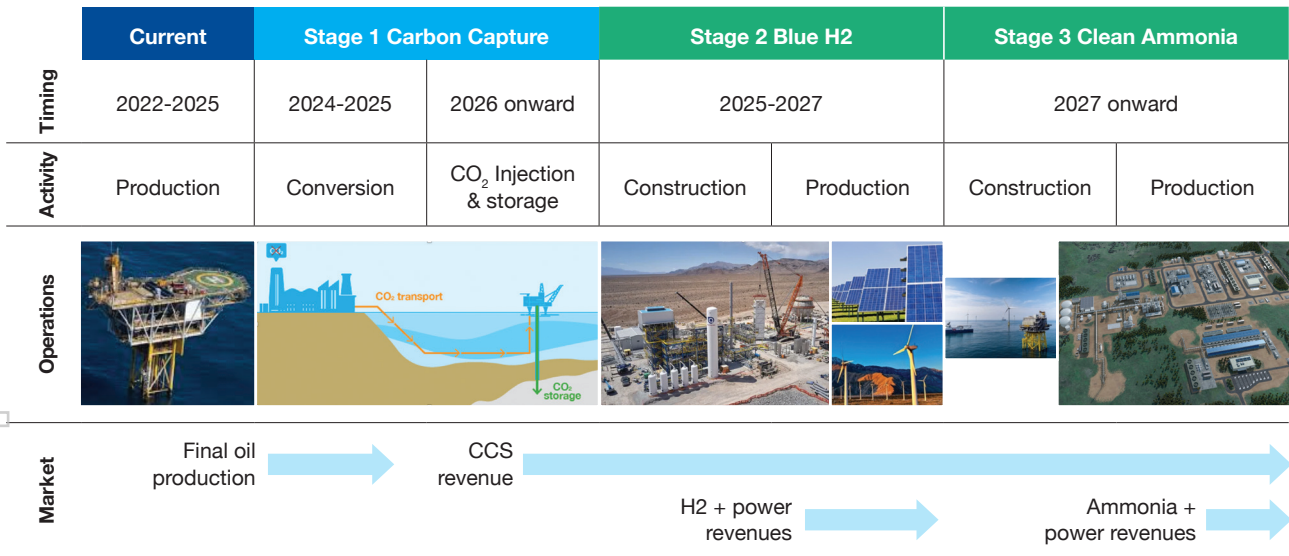 Current
Stage 1 Carbon Capture
Stage 2 Blue H2
Stage 3 Clean Ammonia
Timing
2022-2025
2024-2025
2026 onward
2025-2027
2027 onward
Activity
Production
Conversion
CO₂ Injection
& storage
Construction
Production
Construction
Production
Operations
CO₂ transport
CO₂
storage
Market
Final oil
production
CCS
revenue
H2 + power
revenues
Ammonia +
power revenues